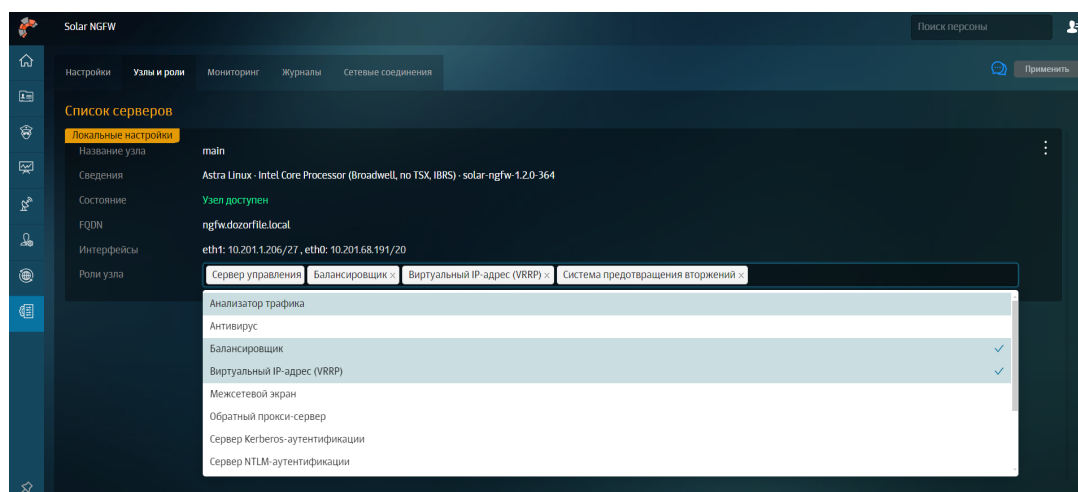 Solar NGFW
Поиск персоны
Настройки Узлы и роли Мониторинг Журналы Сетевые соединения
Применить
Список серверов
Локальные настройки
Название узла main
Сведения Astra Linux - Intel Core Processor (Broadwell, no TSX, IBRS) - solar-ngfw-1.2.0-364
Состояние Узел доступен
FQDN ngfw.dozorfile.local
Интерфейсы eth1: 10.201.1.206/27 , eth0: 10.201.68.191/20
Роли узла Сервер управления Балансировщик × Виртуальный IP-адрес (VRRP) × Система предотвращения вторжений ×
Анализатор трафика
Антивирус
Балансировщик
Виртуальный IP-адрес (VRRP)
Межсетевой экран
Обратный прокси-сервер
Сервер Kerberos-аутентификации
Сервер NTLM-аутентификации